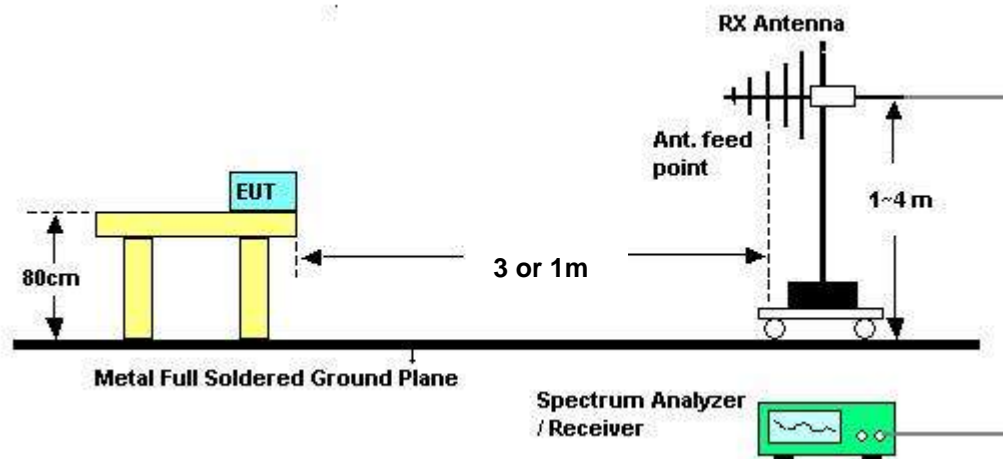 RX Antenna
Ant. feed
point
EUT
1~4 m
80cm
3 or 1m
Metal Full Soldered Ground Plane
Spectrum Analyzer
/ Receiver